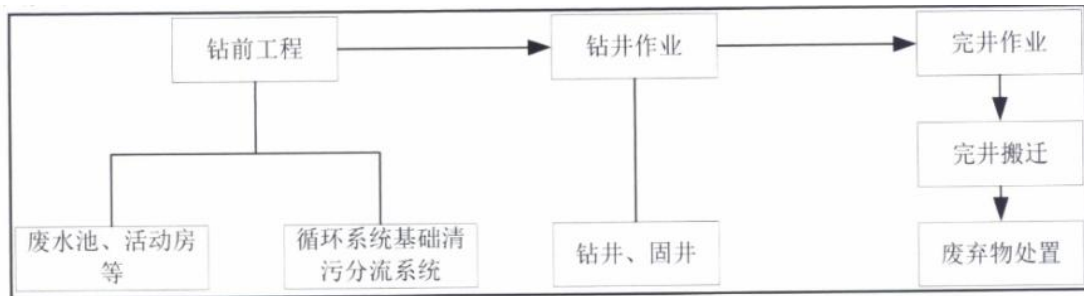 钻前工程
钻井作业
完井作业
完井搬迁
废水池、活动房
等
循环系统基础清
污分流系统
钻井、固井
废弃物处置